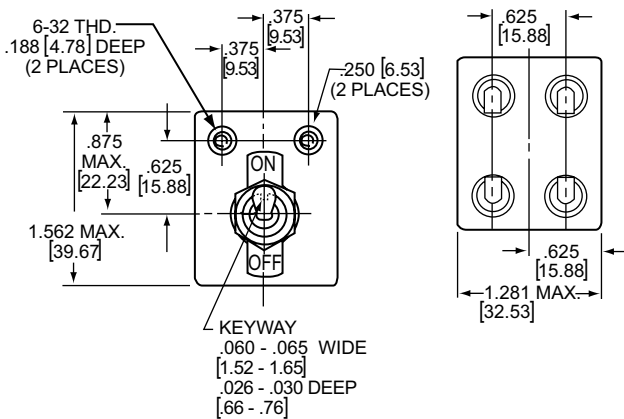 6-32 THD.
.188 [4.78] DEEP
(2 PLACES)
.375
[9.53]
.375
[9.53]
.250 [6.53]
(2 PLACES)
.875
MAX.
[22.23]
.625
[15.88]
1.562 MAX.
[39.67]
ON
OFF
KEYWAY
.060 - .065 WIDE
[1.52 - 1.65]
.026 - .030 DEEP
[.66 - .76]
.625
[15.88]
.625
[15.88]
1.281 MAX.
[32.53]